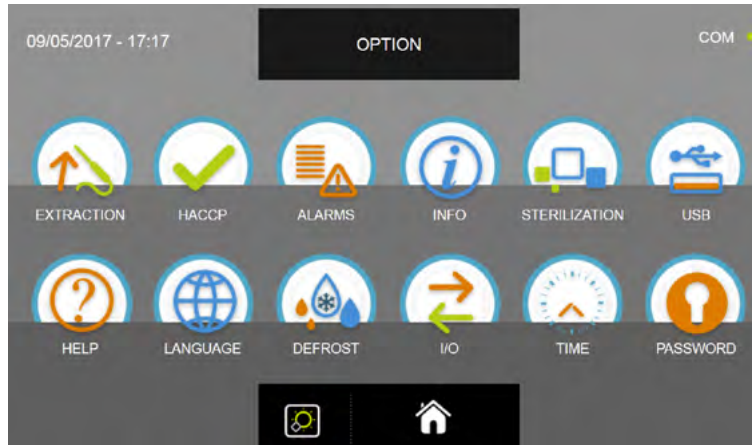 09/05/2017 - 17:17
OPTION
COM
EXTRACTION
HACCP
ALARMS
INFO
STERILIZATION
USB
HELP
LANGUAGE
DEFROST
I/O
TIME
PASSWORD